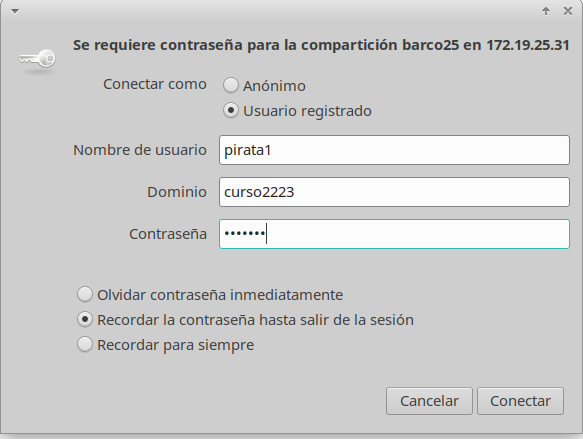 Se requiere contraseña para la compartición barco25 en 172.19.25.31
Conectar como
Anónimo
Usuario registrado
Nombre de usuario pirata1
Dominio curso2223
Contraseña •••••••
Olvidar contraseña inmediatamente
Recordar la contraseña hasta salir de la sesión
Recordar para siempre
Cancelar Conectar